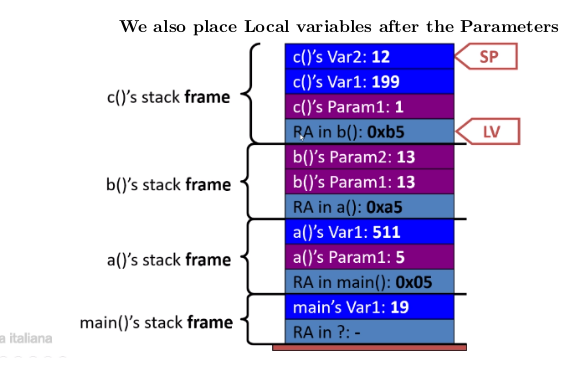 We also place Local variables after the Parameters
c()'s Var2: 12
SP
c()'s Var1: 199
c()'s stack frame
c()'s Param1: 1
RA in b(): 0xb5
LV
b()'s Param2: 13
b()'s stack frame
b()'s Param1: 13
RA in a(): 0xa5
a()'s Var1: 511
a()'s stack frame
a()'s Param1: 5
RA in main(): 0x05
main's Var1: 19
main()'s stack frame
RA in ?: -
a italiana